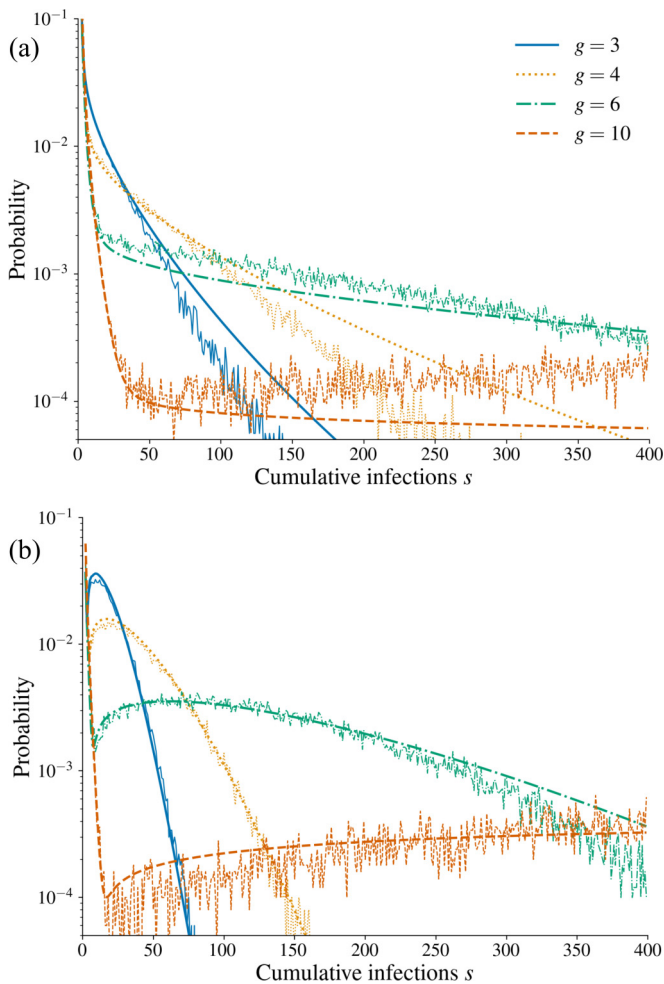 (a)
10⁻¹
10⁻²
10⁻³
10⁻⁴
Probability
g = 3
g = 4
g = 6
g = 10
0 50 100 150 200 250 300 350 400
Cumulative infections s
(b)
10⁻¹
10⁻²
10⁻³
10⁻⁴
Probability
0 50 100 150 200 250 300 350 400
Cumulative infections s